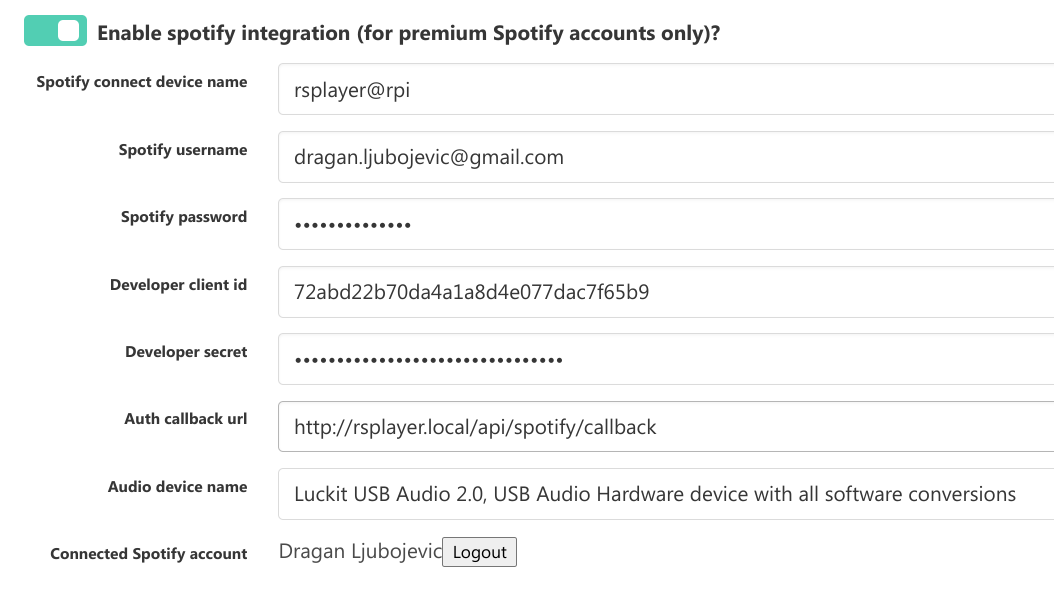 Enable spotify integration (for premium Spotify accounts only)?
Spotify connect device name rsplayer@rpi
Spotify username dragan.ljubojevic@gmail.com
Spotify password ••••••••••••••
Developer client id 72abd22b70da4a1a8d4e077dac7f65b9
Developer secret ••••••••••••••••••••••••••••••••
Auth callback url http://rsplayer.local/api/spotify/callback
Audio device name Luckit USB Audio 2.0, USB Audio Hardware device with all software conversions
Connected Spotify account Dragan Ljubojevic Logout